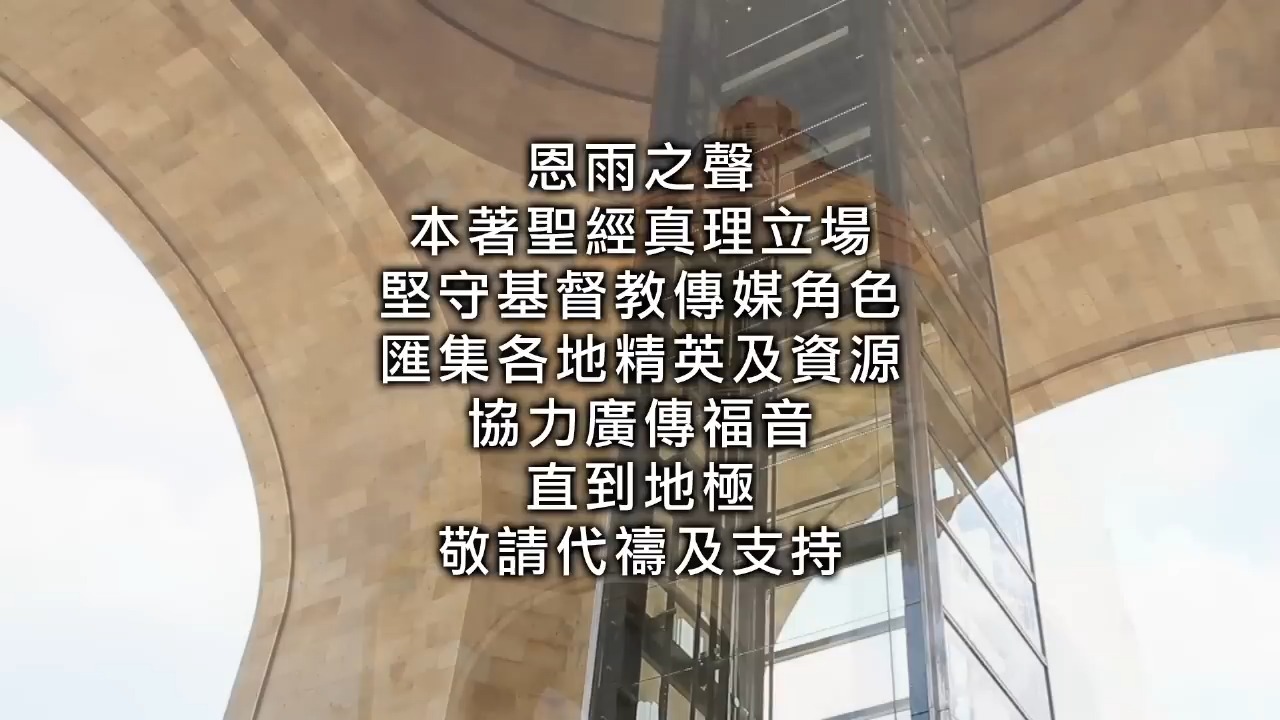 恩雨之聲
本著聖經真理立場
堅守基督教傳媒角色
匯集各地精英及資源
協力廣傳福音
直到地極
敬請代禱及支持